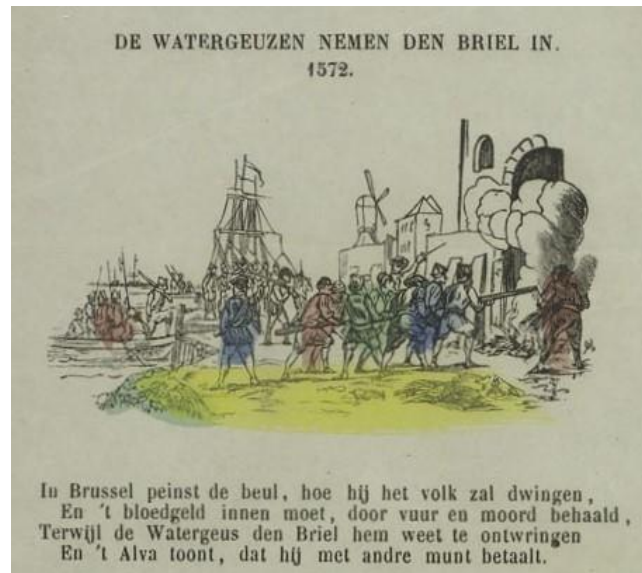 DE WATERGEUZEN NEMEN DEN BRIEL IN.
1572.
In Brussel peinst de beul, hoe hij het volk zal dwingen,
En 't bloedgeld innen moet, door vuur en moord behaald,
Terwijl de Watergeus den Briel hem weet te ontwringen
En 't Alva toont, dat hij met andre munt betaalt.